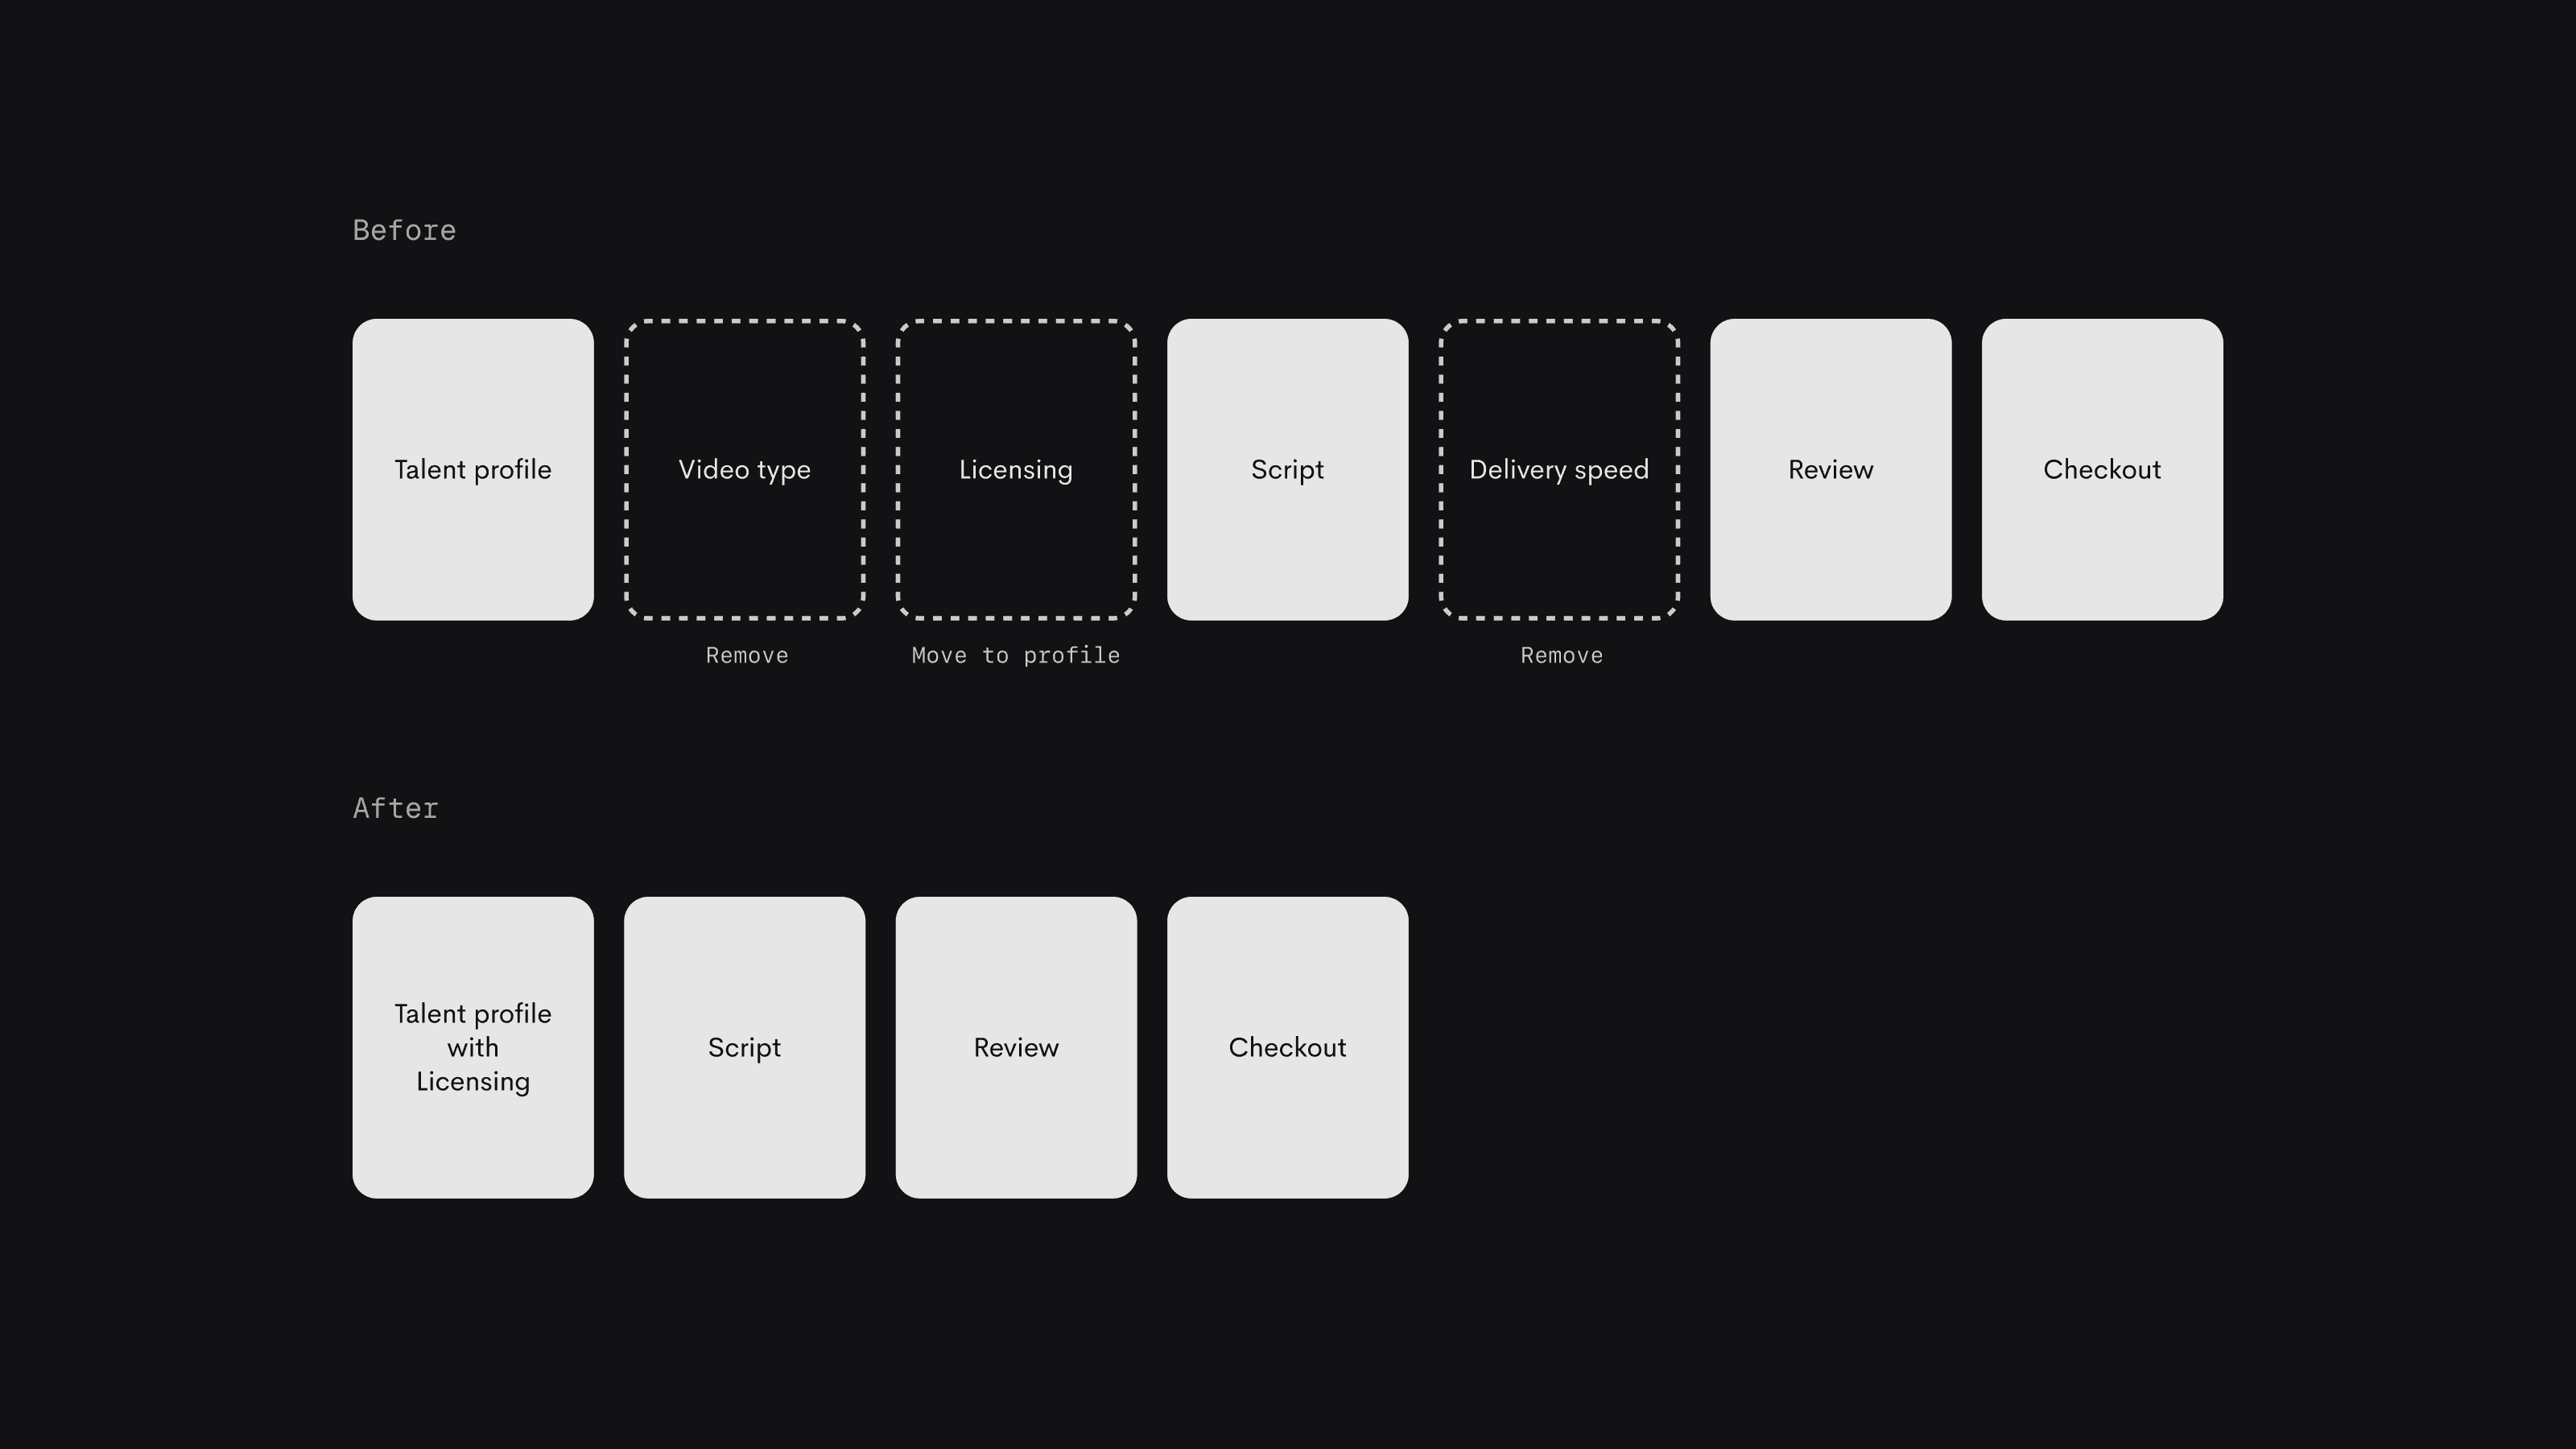 Before
Talent profile
Video type
Licensing
Script
Delivery speed
Review
Checkout
Remove
Move to profile
Remove
After
Talent profile
with
Licensing
Script
Review
Checkout